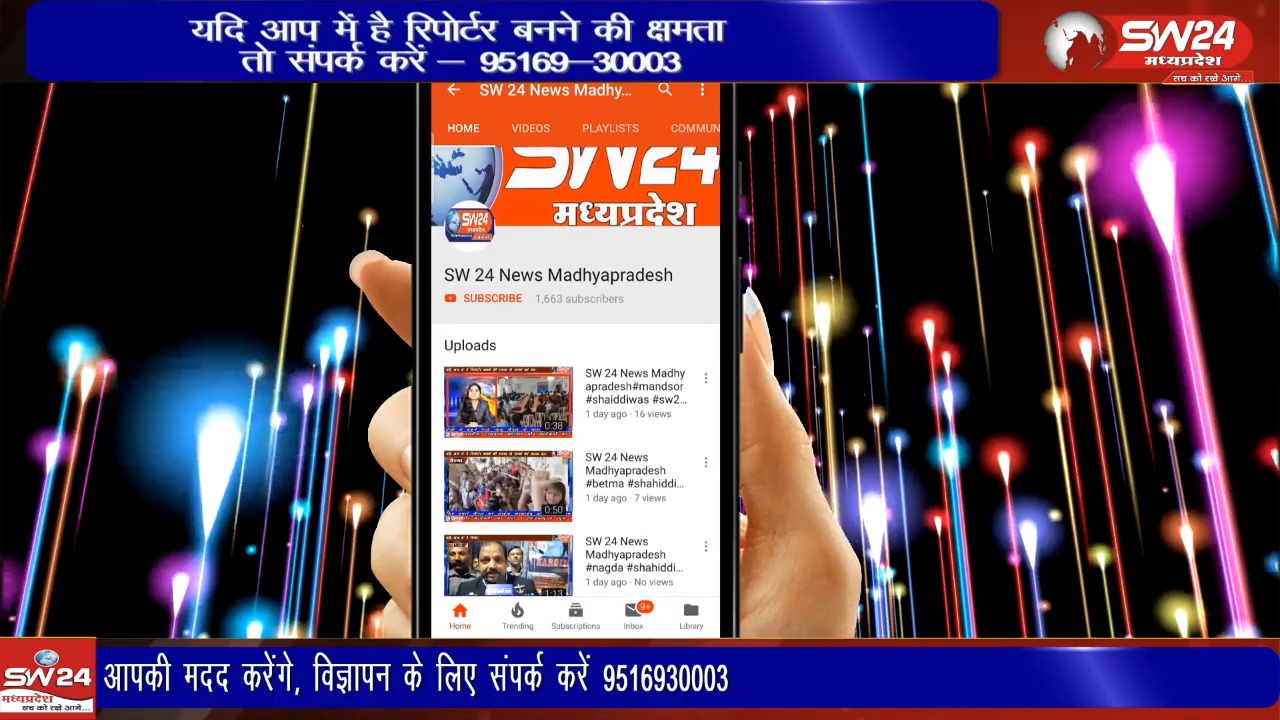 यदि आप में है रिपोर्टर बनने की क्षमता
तो संपर्क करें – 95169–30003
SW24
मध्यप्रदेश
सच को रखे आगे...
SW 24 News Madhy...
HOME VIDEOS PLAYLISTS COMMUN
SW24
मध्यप्रदेश
SW24
SW 24 News Madhyapradesh
SUBSCRIBE 1,663 subscribers
Uploads
SW 24 News Madhy
apradesh#mandsor
#shaiddiwas #sw2...
1 day ago · 16 views
0:38
SW 24 News
Madhyapradesh
#betma #shahiddi...
1 day ago · 7 views
0:50
SW 24 News
Madhyapradesh
#nagda #shahiddi...
1 day ago · No views
1:13
9+
Home Trending Subscriptions Inbox Library
SW24
मध्यप्रदेश
सच को रखे आगे...
आपकी मदद करेंगे, विज्ञापन के लिए संपर्क करें 9516930003